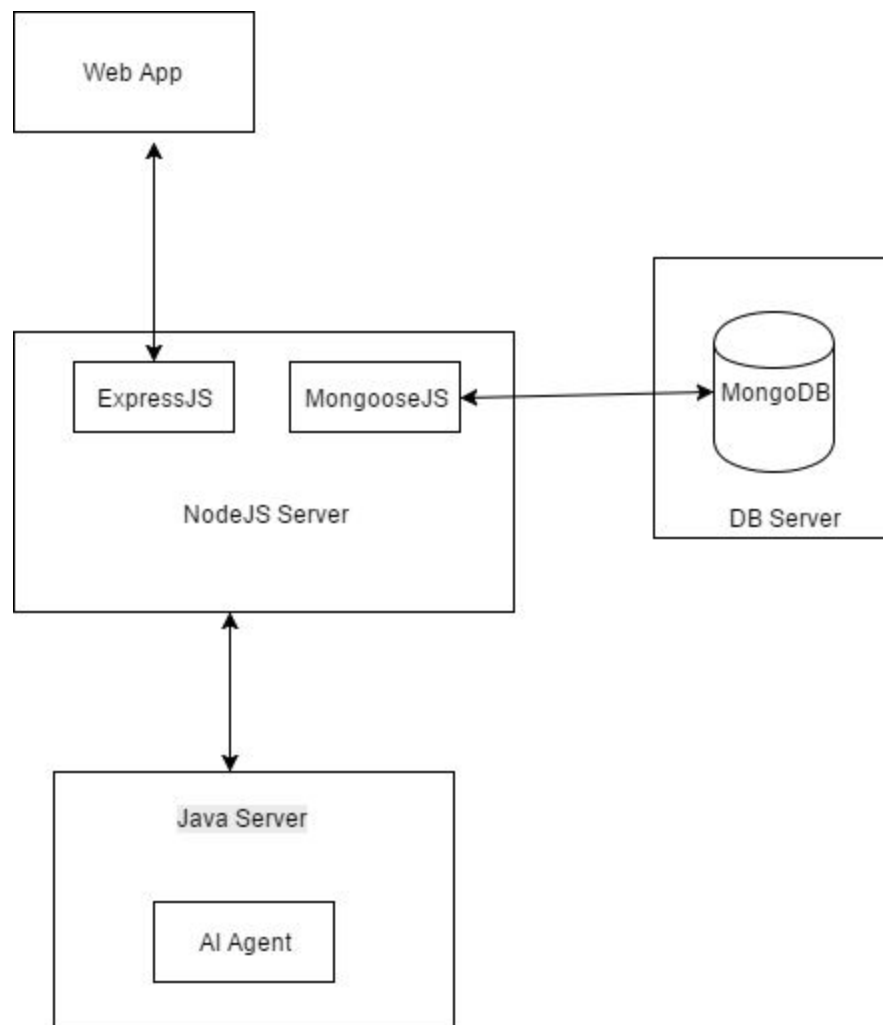 Web App
ExpressJS
MongooseJS
MongoDB
NodeJS Server
DB Server
Java Server
AI Agent